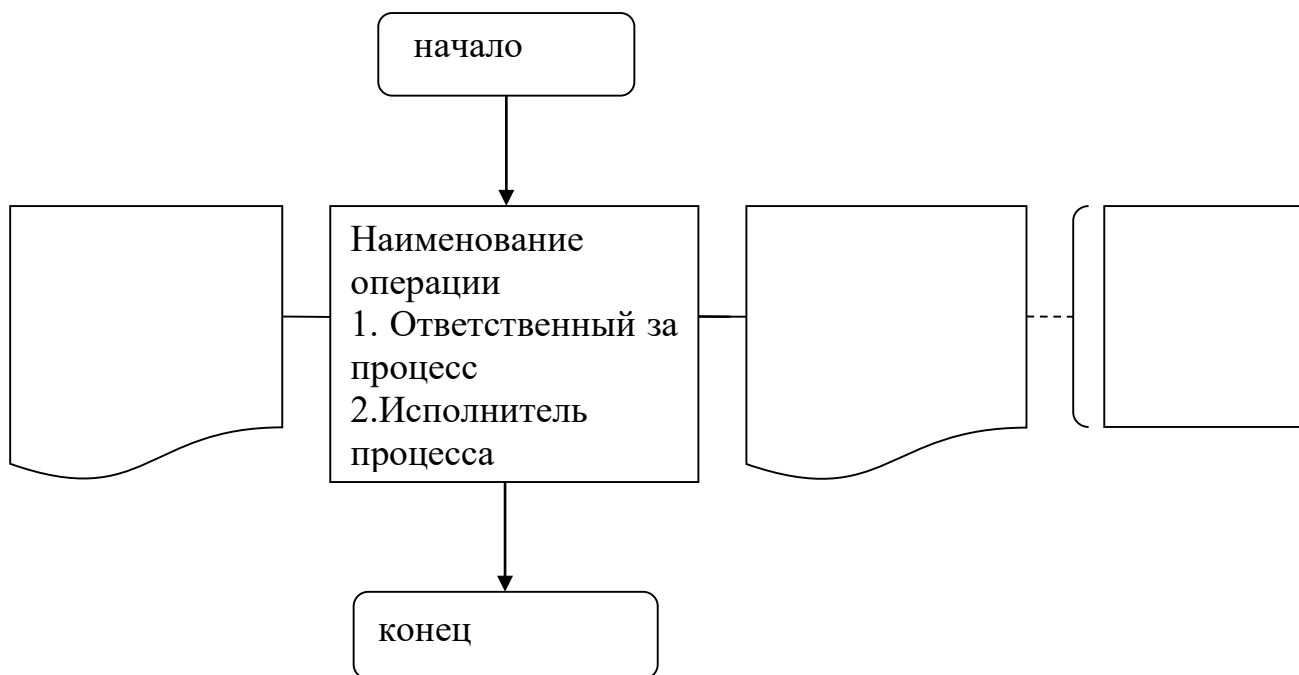 начало
Наименование
операции
1. Ответственный за
процесс
2.Исполнитель
процесса
конец